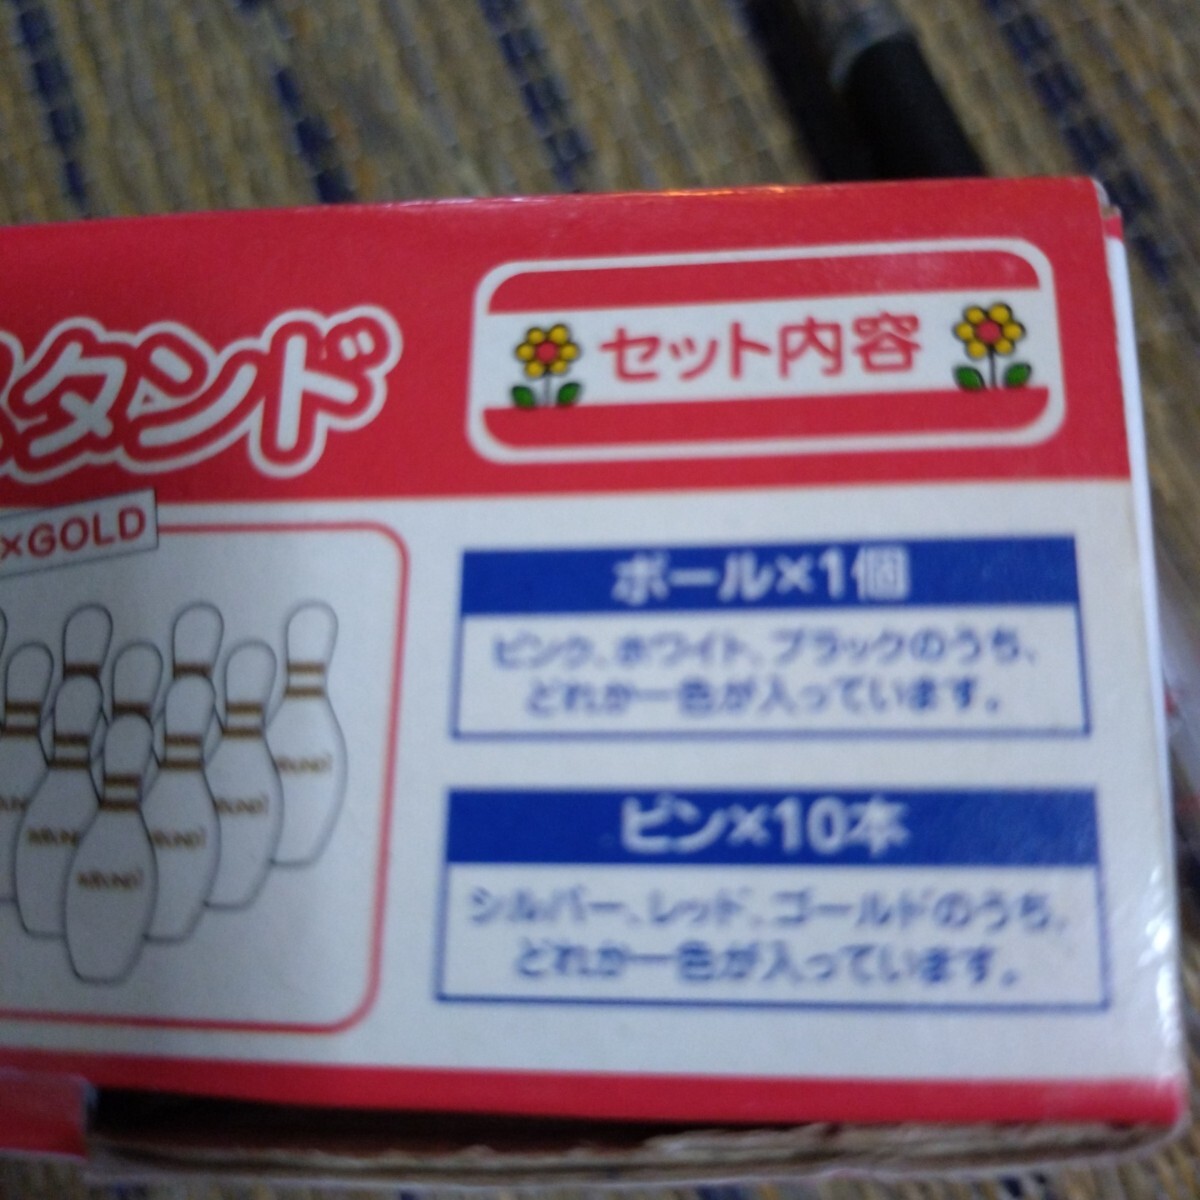 スタンド
セット内容
×GOLD
ボール×1個
ピンク、ホワイト、ブラックのうち、
どれか一色が入っています。
ピン×10本
シルバー、レッド、ゴールドのうち、
どれか一色が入っています。